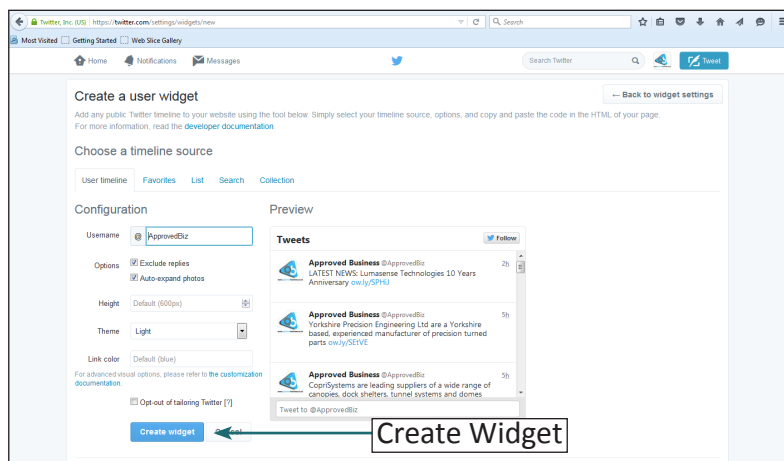 Twitter, Inc. (US) https://twitter.com/settings/widgets/new Search
Most Visited Getting Started Web Slice Gallery
Home Notifications Messages Search Twitter Tweet
Create a user widget
← Back to widget settings
Add any public Twitter timeline to your website using the tool below. Simply select your timeline source, options, and copy and paste the code in the HTML of your page.
For more information, read the developer documentation.
Choose a timeline source
User timeline Favorites List Search Collection
Configuration
Username @ ApprovedBiz
Options Exclude replies
Auto-expand photos
Height Default (600px)
Theme Light
Link color Default (blue)
For advanced visual options, please refer to the customization
documentation.
Opt-out of tailoring Twitter [?]
Create widget
Preview
Tweets Follow
Approved Business @ApprovedBiz 2h
LATEST NEWS: Lumasense Technologies 10 Years
Anniversary ow.ly/SPHiJ
Approved Business @ApprovedBiz 5h
Yorkshire Precision Engineering Ltd are a Yorkshire
based, experienced manufacturer of precision turned
parts ow.ly/SEtVE
Approved Business @ApprovedBiz 5h
CopriSystems are leading suppliers of a wide range of
canopies, dock shelters, tunnel systems and domes
Tweet to @ApprovedBiz
Create Widget